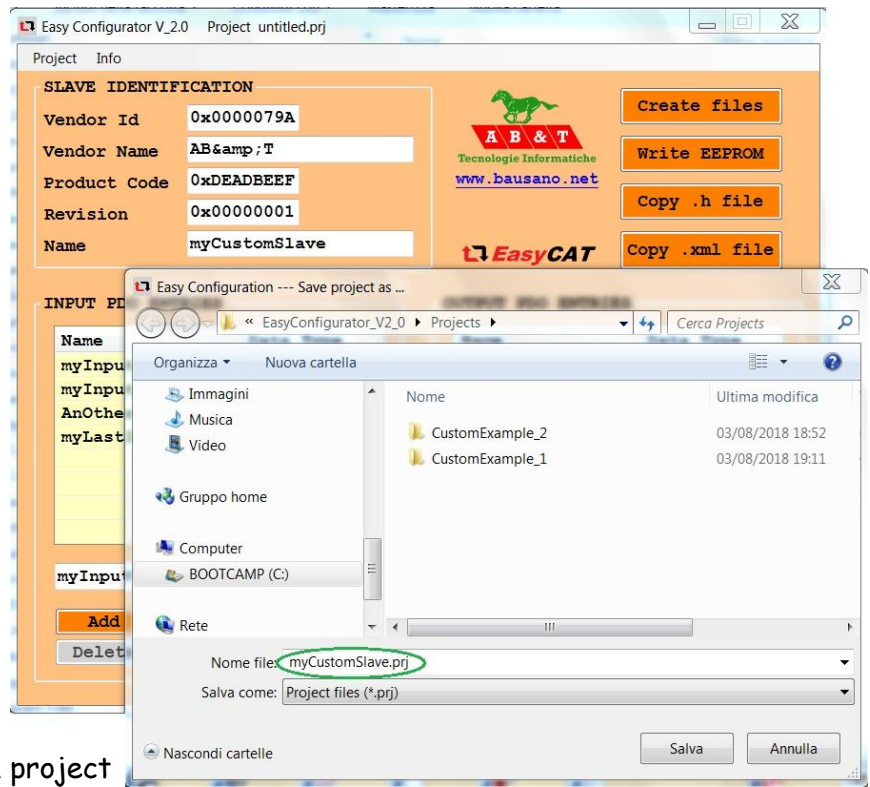 Easy Configurator V_2.0 Project untitled.prj
Project Info
SLAVE IDENTIFICATION
Vendor Id 0x0000079A
Vendor Name AB&amp;T
Product Code 0xDEADBEEF
Revision 0x00000001
Name myCustomSlave
A B & T
Tecnologie Informatiche
www.bausano.net
EasyCAT
Create files
Write EEPROM
Copy .h file
Copy .xml file
INPUT PD
OUTPUT PDO ENTRIES
Name
myInpu
myInpu
AnOthe
myLast
myInpu
Add
Delet
Easy Configuration --- Save project as ...
« EasyConfigurator_V2_0 Projects
Cerca Projects
Organizza Nuova cartella
Immagini
Musica
Video
Gruppo home
Computer
BOOTCAMP (C:)
Rete
Nome Ultima modifica
CustomExample_2 03/08/2018 18:52
CustomExample_1 03/08/2018 19:11
Nome file: myCustomSlave.prj
Salva come: Project files (*.prj)
Nascondi cartelle
Salva Annulla
project